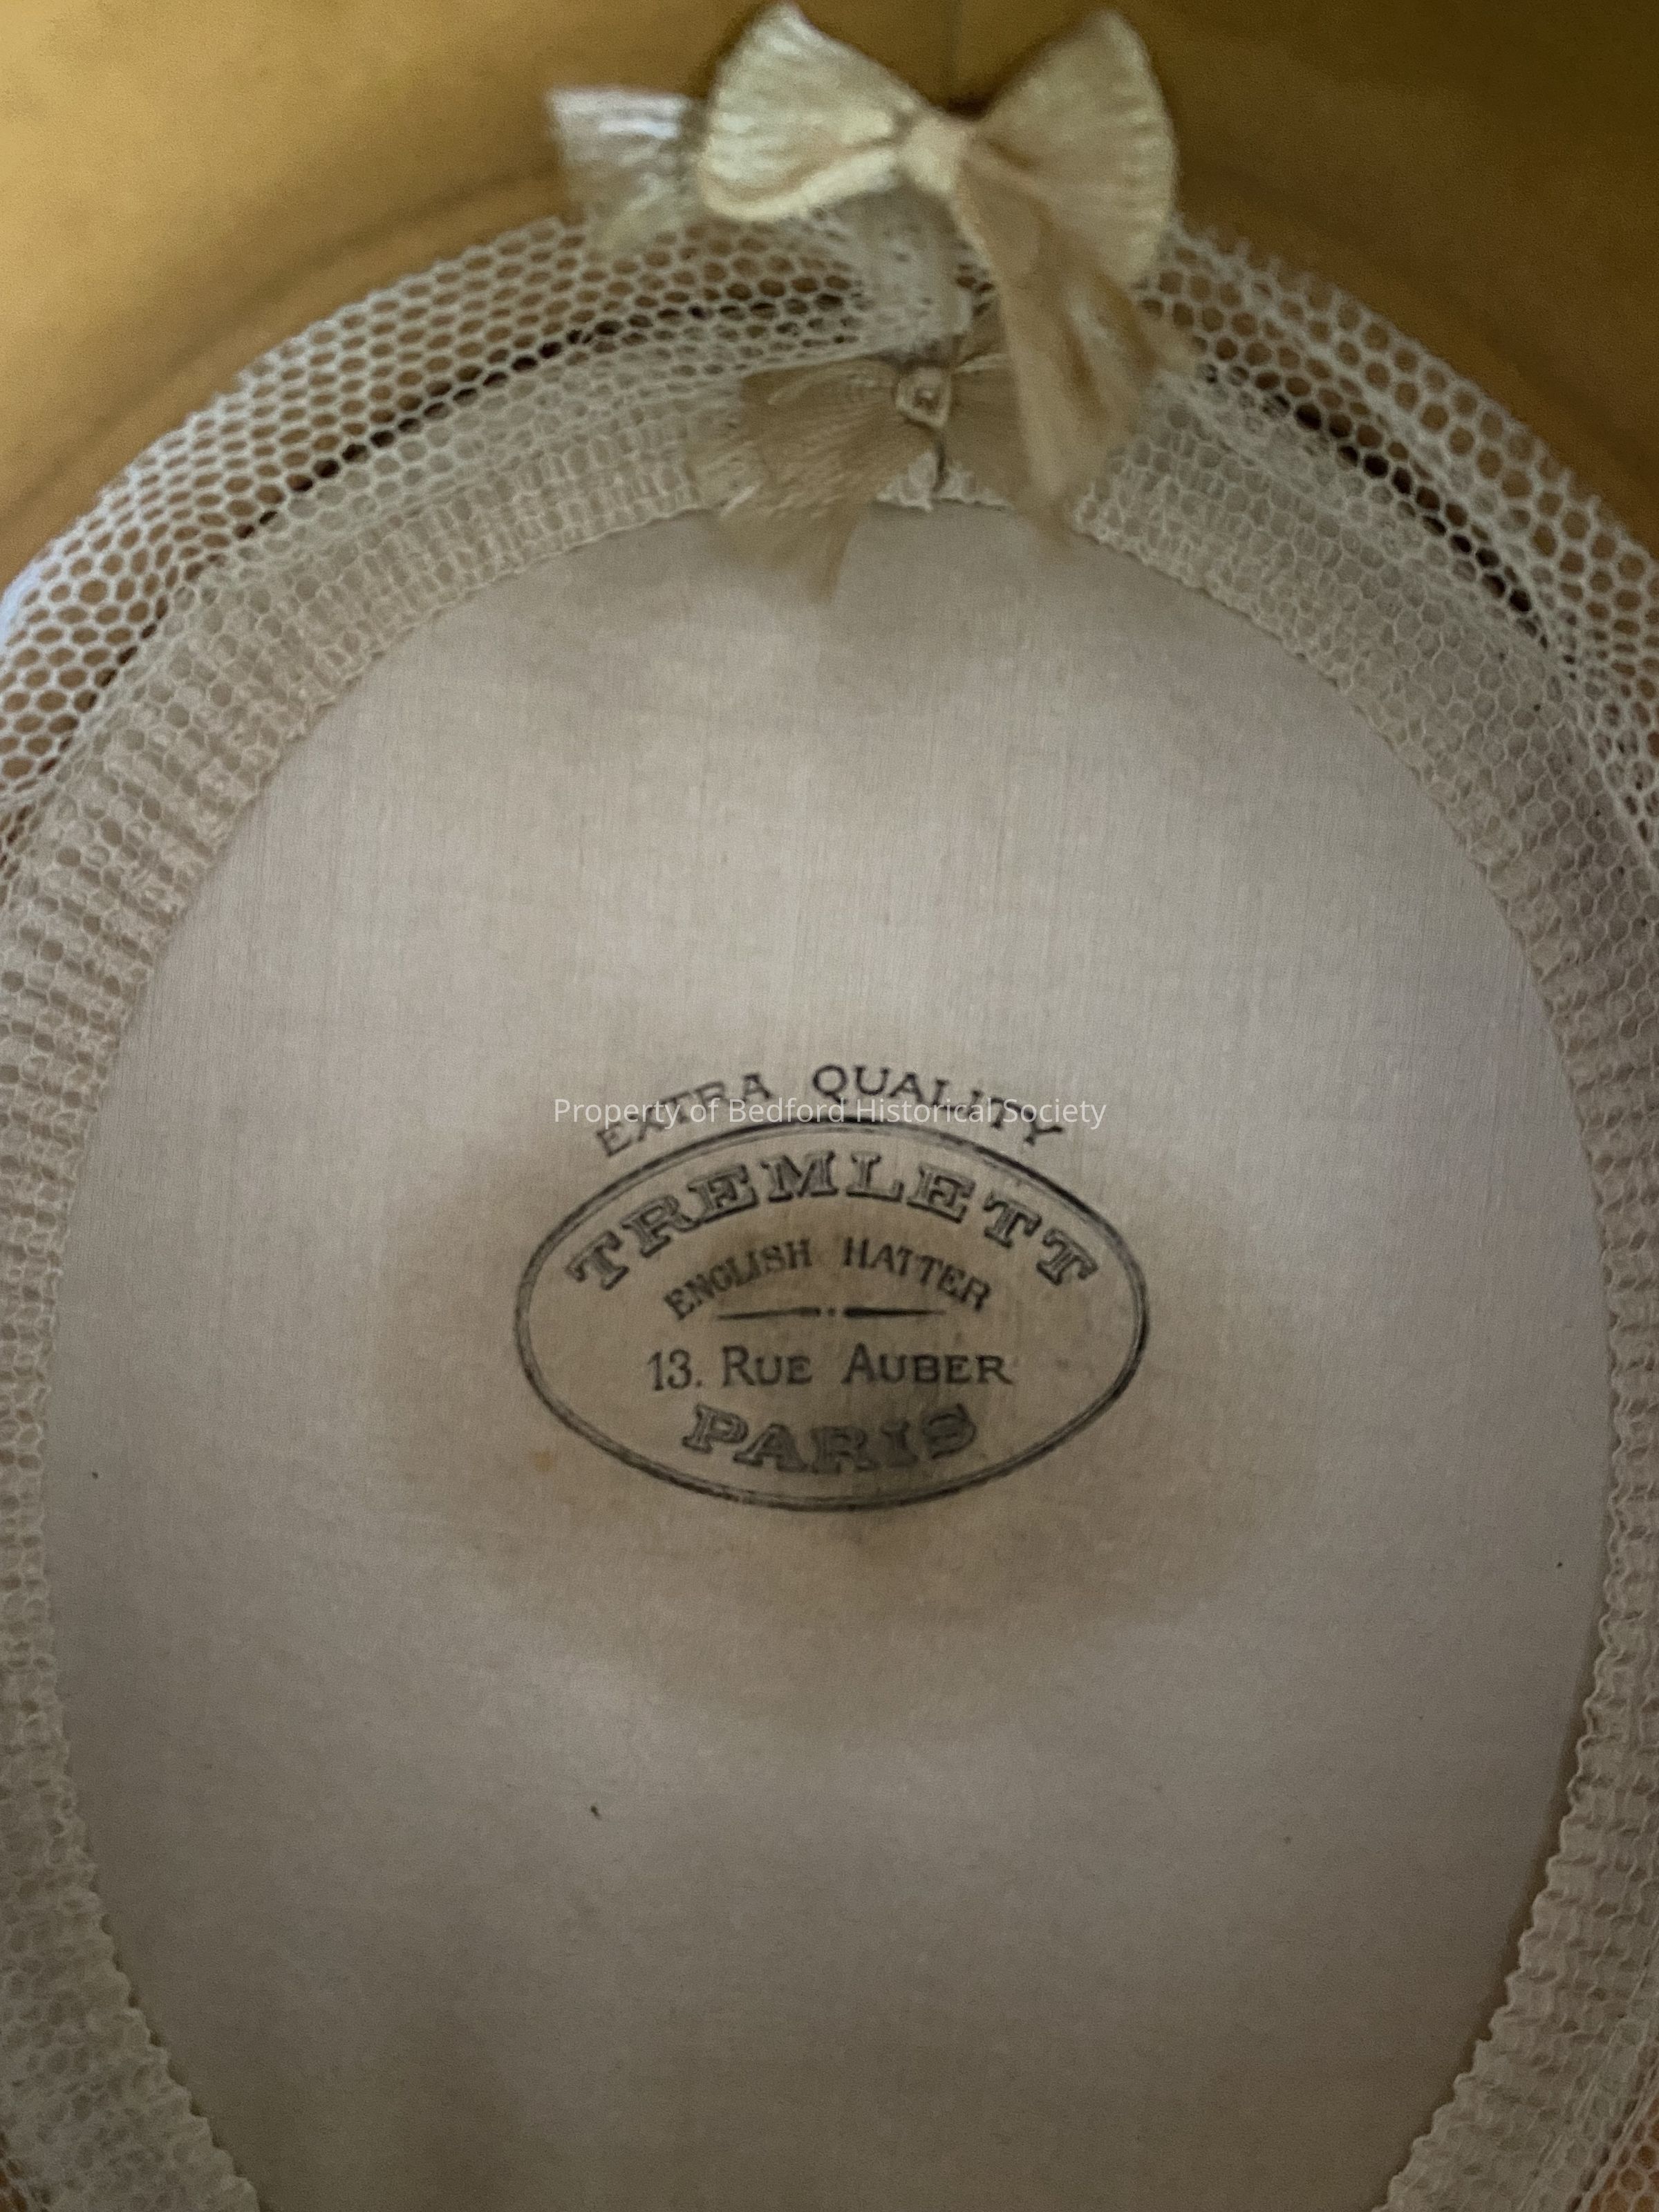 EXTRA QUALITY
Property of Bedford Historical Society
TREMLETT
ENGLISH HATTER
13. RUE AUBER
PARIS